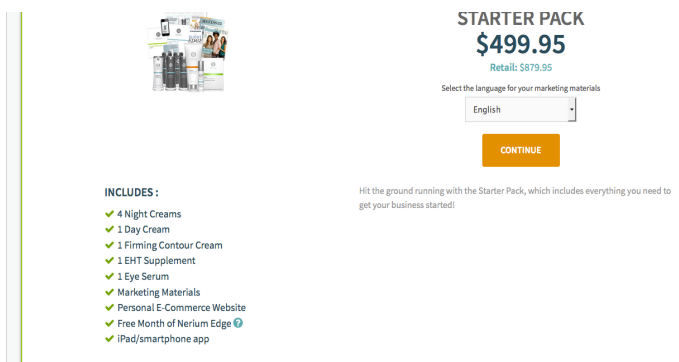 STARTER PACK
$499.95
Retail: $879.95
Select the language for your marketing materials
English
CONTINUE
Hit the ground running with the Starter Pack, which includes everything you need to
get your business started!
INCLUDES :
4 Night Creams
1 Day Cream
1 Firming Contour Cream
1 EHT Supplement
1 Eye Serum
Marketing Materials
Personal E-Commerce Website
Free Month of Nerium Edge ?
iPad/smartphone app